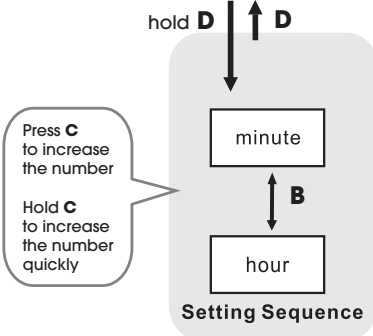 hold D D
Press C
to increase
the number
Hold C
to increase
the number
quickly
minute
B
hour
Setting Sequence